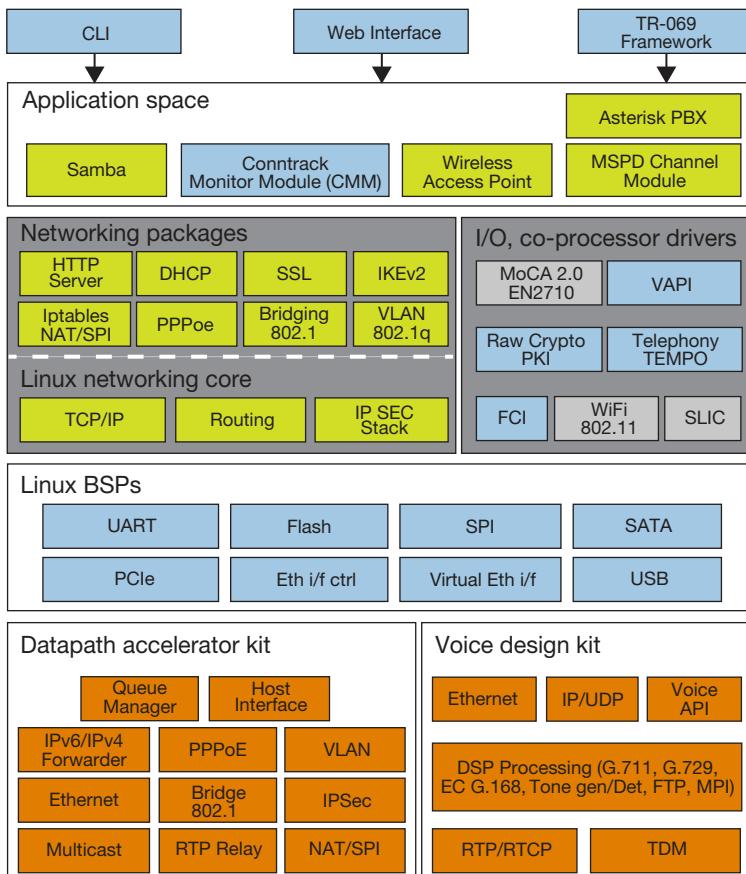 CLI
Web Interface
TR-069
Framework
Application space
Asterisk PBX
Samba
Conntrack
Monitor Module (CMM)
Wireless
Access Point
MSPD Channel
Module
Networking packages
HTTP
Server
DHCP
SSL
IKEv2
Iptables
NAT/SPI
PPPoe
Bridging
802.1
VLAN
802.1q
Linux networking core
TCP/IP
Routing
IP SEC
Stack
I/O, co-processor drivers
MoCA 2.0
EN2710
VAPI
Raw Crypto
PKI
Telephony
TEMPO
FCI
WiFi
802.11
SLIC
Linux BSPs
UART
Flash
SPI
SATA
PCIe
Eth i/f ctrl
Virtual Eth i/f
USB
Datapath accelerator kit
Queue
Manager
Host
Interface
IPv6/IPv4
Forwarder
PPPoE
VLAN
Ethernet
Bridge
802.1
IPSec
Multicast
RTP Relay
NAT/SPI
Voice design kit
Ethernet
IP/UDP
Voice
API
DSP Processing (G.711, G.729,
EC G.168, Tone gen/Det, FTP, MPI)
RTP/RTCP
TDM